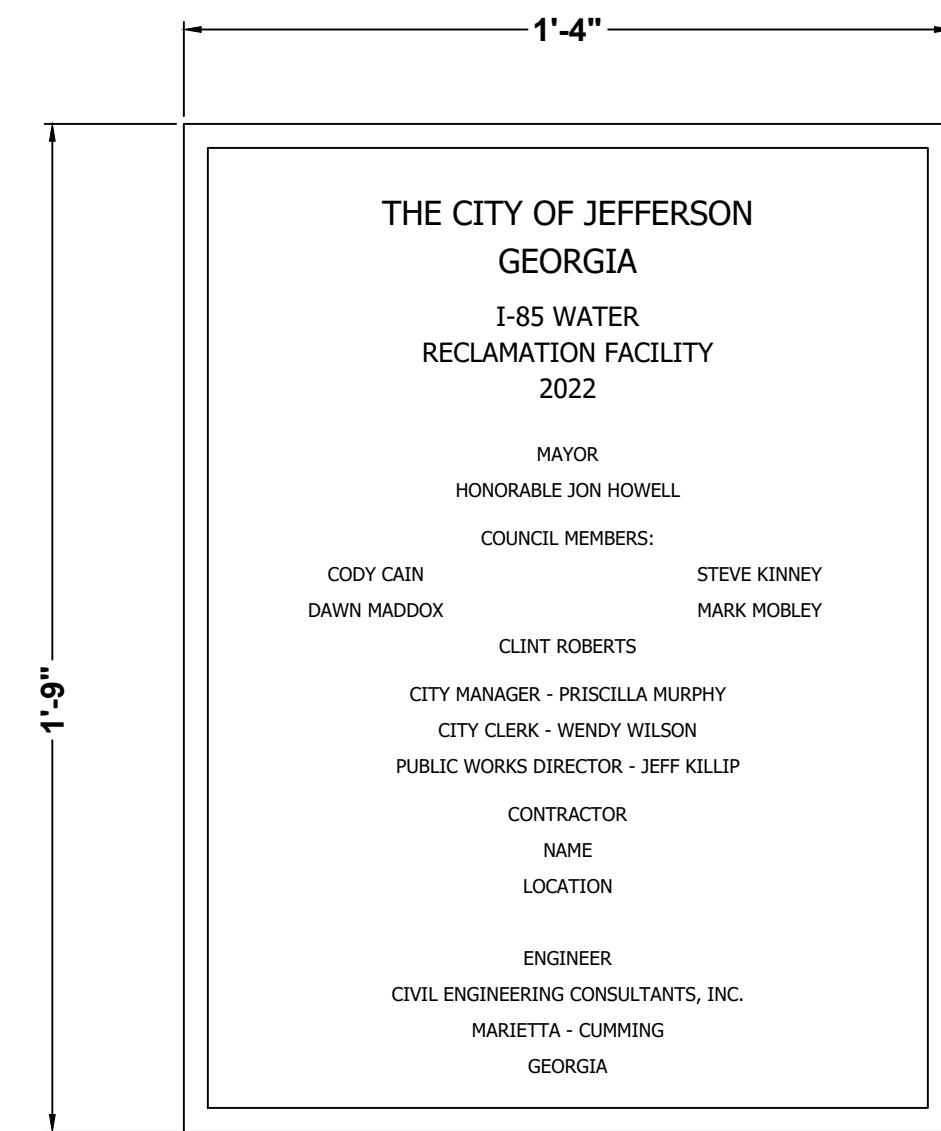 1'-4"
THE CITY OF JEFFERSON
GEORGIA
I-85 WATER
RECLAMATION FACILITY
2022
MAYOR
HONORABLE JON HOWELL
COUNCIL MEMBERS:
CODY CAIN STEVE KINNEY
DAWN MADDOX MARK MOBLEY
CLINT ROBERTS
1'-9"
CITY MANAGER - PRISCILLA MURPHY
CITY CLERK - WENDY WILSON
PUBLIC WORKS DIRECTOR - JEFF KILLIP
CONTRACTOR
NAME
LOCATION
ENGINEER
CIVIL ENGINEERING CONSULTANTS, INC.
MARIETTA - CUMMING
GEORGIA